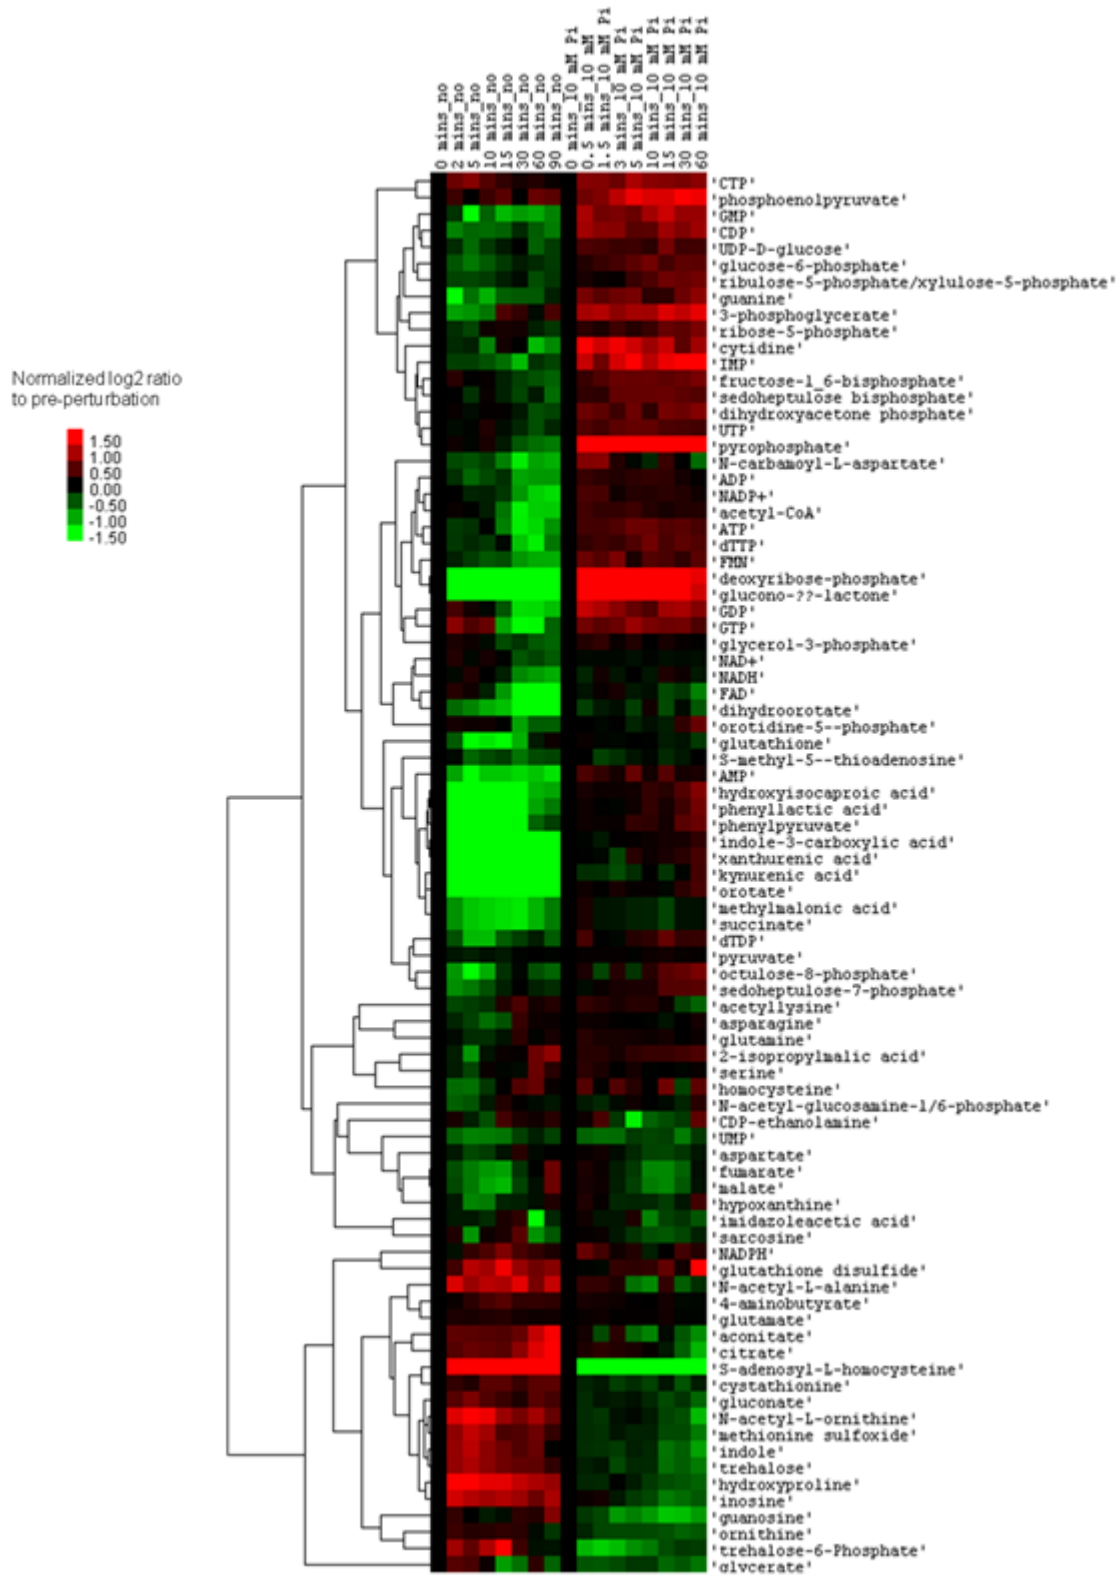 0 mins_no
2 mins_no
5 mins_no
10 mins_no
15 mins_no
30 mins_no
60 mins_no
90 mins_no
0 mins_10 mM Pi
0.5 mins_10 mM
1.5 mins_10 mM Pi
3 mins_10 mM Pi
5 mins_10 mM Pi
10 mins_10 mM Pi
15 mins_10 mM Pi
30 mins_10 mM Pi
60 mins_10 mM Pi
Normalized log2 ratio
to pre-perturbation
1.50
1.00
0.50
0.00
-0.50
-1.00
-1.50
'CTP'
'phosphoenolpyruvate'
'GMP'
'CDP'
'UDP-D-glucose'
'glucose-6-phosphate'
'ribulose-5-phosphate/xylulose-5-phosphate'
'guanine'
'3-phosphoglycerate'
'ribose-5-phosphate'
'cytidine'
'IMP'
'fructose-1_6-bisphosphate'
'sedoheptulose bisphosphate'
'dihydroxyacetone phosphate'
'UTP'
'pyrophosphate'
'N-carbamoyl-L-aspartate'
'ADP'
'NADP+'
'acetyl-CoA'
'ATP'
'dTTP'
'FMN'
'deoxyribose-phosphate'
'glucono-??-lactone'
'GDP'
'GTP'
'glycerol-3-phosphate'
'NAD+'
'NADH'
'FAD'
'dihydroorotate'
'orotidine-5--phosphate'
'glutathione'
'S-methyl-5--thioadenosine'
'AMP'
'hydroxyisocaproic acid'
'phenyllactic acid'
'phenylpyruvate'
'indole-3-carboxylic acid'
'xanthurenic acid'
'kynurenic acid'
'orotate'
'methylmalonic acid'
'succinate'
'dTDP'
'pyruvate'
'octulose-8-phosphate'
'sedoheptulose-7-phosphate'
'acetyllysine'
'asparagine'
'glutamine'
'2-isopropylmalic acid'
'serine'
'homocysteine'
'N-acetyl-glucosamine-1/6-phosphate'
'CDP-ethanolamine'
'UMP'
'aspartate'
'fumarate'
'malate'
'hypoxanthine'
'imidazoleacetic acid'
'sarcosine'
'NADPH'
'glutathione disulfide'
'N-acetyl-L-alanine'
'4-aminobutyrate'
'glutamate'
'aconitate'
'citrate'
'S-adenosyl-L-homocysteine'
'cystathionine'
'gluconate'
'N-acetyl-L-ornithine'
'methionine sulfoxide'
'indole'
'trehalose'
'hydroxyproline'
'inosine'
'guanosine'
'ornithine'
'trehalose-6-Phosphate'
'glycerate'